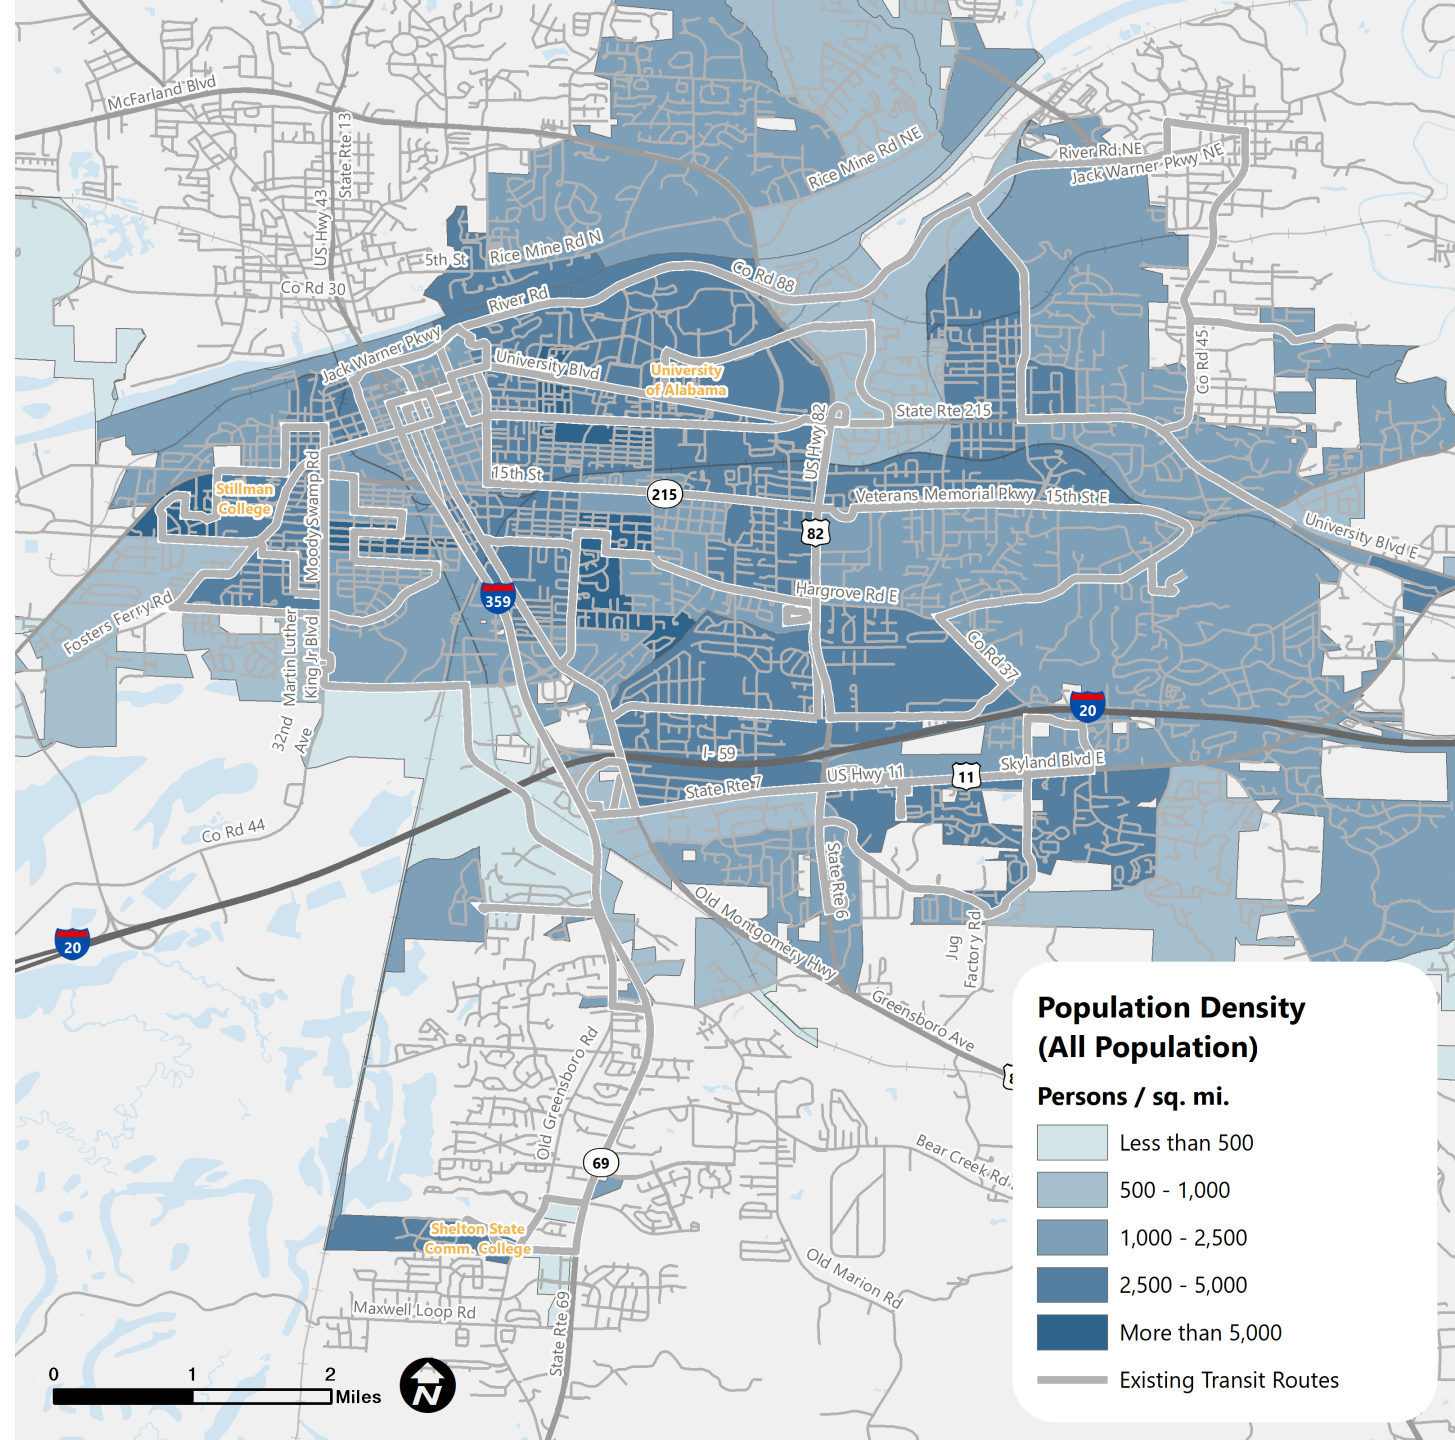 McFarland Blvd
State Rte 13
US Hwy 43
Co Rd 30
5th St
Rice Mine Rd N
Rice Mine Rd NE
River Rd NE
Jack Warner Pkwy NE
River Rd
Co Rd 88
Jack Warner Pkwy
University Blvd
University
of Alabama
State Rte 215
Co Rd 45
US Hwy 82
15th St
215
Veterans Memorial Pkwy
15th St E
University Blvd E
82
Stillman
College
Moody Swamp Rd
359
Hargrove Rd E
Fosters Ferry Rd
Martin Luther
King Jr Blvd
32nd
Ave
Co Rd 37
20
I- 59
State Rte 7
US Hwy 11
11
Skyland Blvd E
Co Rd 44
20
State Rte 6
Old Montgomery Hwy
Jug
Factory Rd
Greensboro Ave
8
Old Greensboro Rd
69
Bear Creek Rd
Shelton State
Comm. College
Old Marion Rd
Maxwell Loop Rd
State Rte 69
Population Density
(All Population)
Persons / sq. mi.
Less than 500
500 - 1,000
1,000 - 2,500
2,500 - 5,000
More than 5,000
Existing Transit Routes
0 1 2
Miles
N